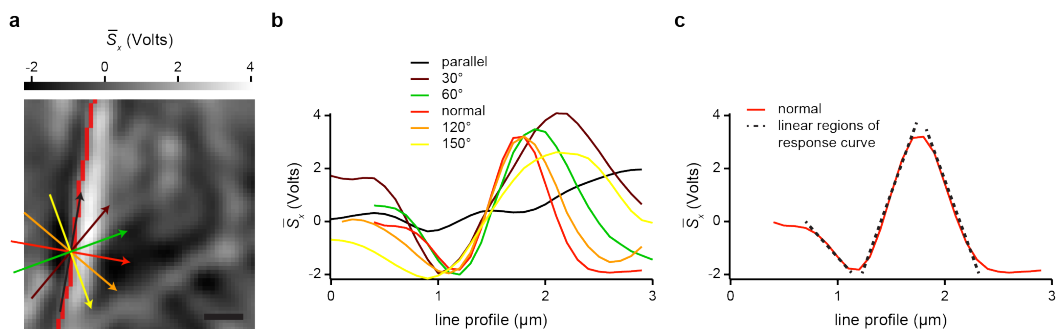 a
S̅ₓ (Volts)
-2 0 2 4
b
parallel
30°
60°
normal
120°
150°
4
2
0
-2
S̅ₓ (Volts)
0 1 2 3
line profile (µm)
c
normal
linear regions of
response curve
4
2
0
-2
S̅ₓ (Volts)
0 1 2 3
line profile (µm)